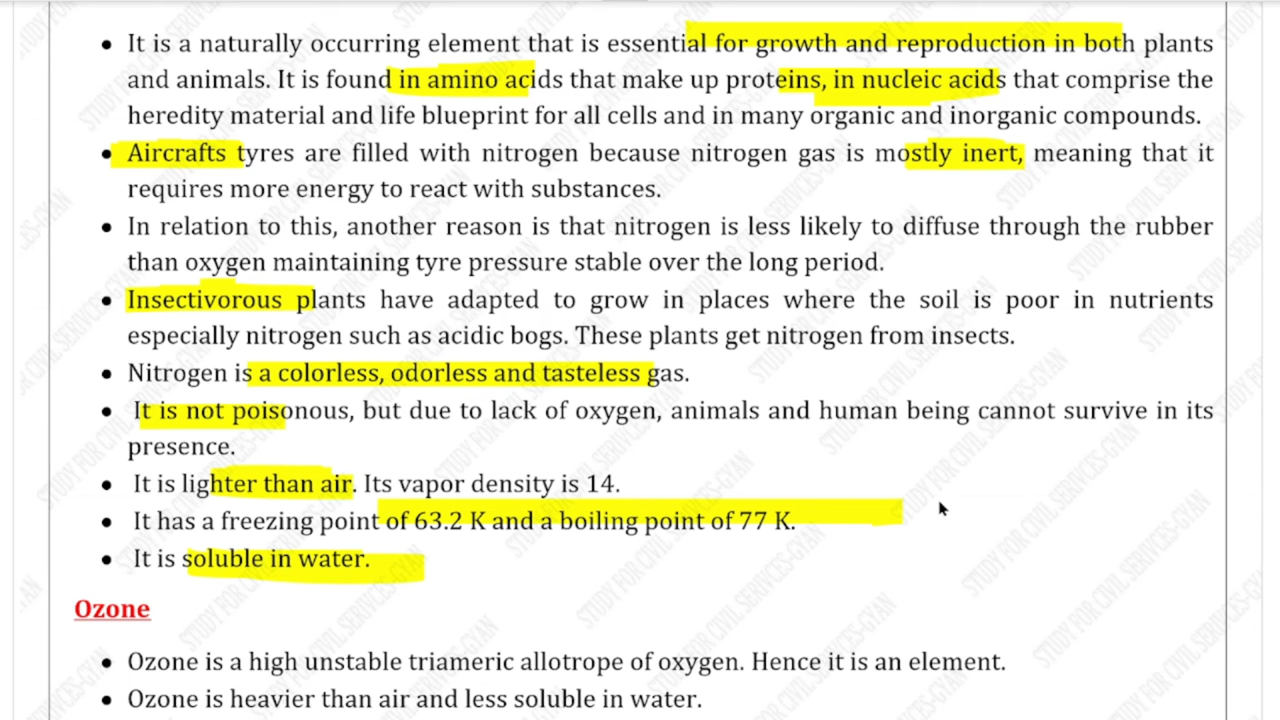 • It is a naturally occurring element that is essential for growth and reproduction in both plants
and animals. It is found in amino acids that make up proteins, in nucleic acids that comprise the
heredity material and life blueprint for all cells and in many organic and inorganic compounds.
• Aircrafts tyres are filled with nitrogen because nitrogen gas is mostly inert, meaning that it
requires more energy to react with substances.
• In relation to this, another reason is that nitrogen is less likely to diffuse through the rubber
than oxygen maintaining tyre pressure stable over the long period.
• Insectivorous plants have adapted to grow in places where the soil is poor in nutrients
especially nitrogen such as acidic bogs. These plants get nitrogen from insects.
• Nitrogen is a colorless, odorless and tasteless gas.
• It is not poisonous, but due to lack of oxygen, animals and human being cannot survive in its
presence.
• It is lighter than air. Its vapor density is 14.
• It has a freezing point of 63.2 K and a boiling point of 77 K.
• It is soluble in water.
Ozone
• Ozone is a high unstable triameric allotrope of oxygen. Hence it is an element.
• Ozone is heavier than air and less soluble in water.
STUDY FOR CIVIL SERIVCES-GYAN